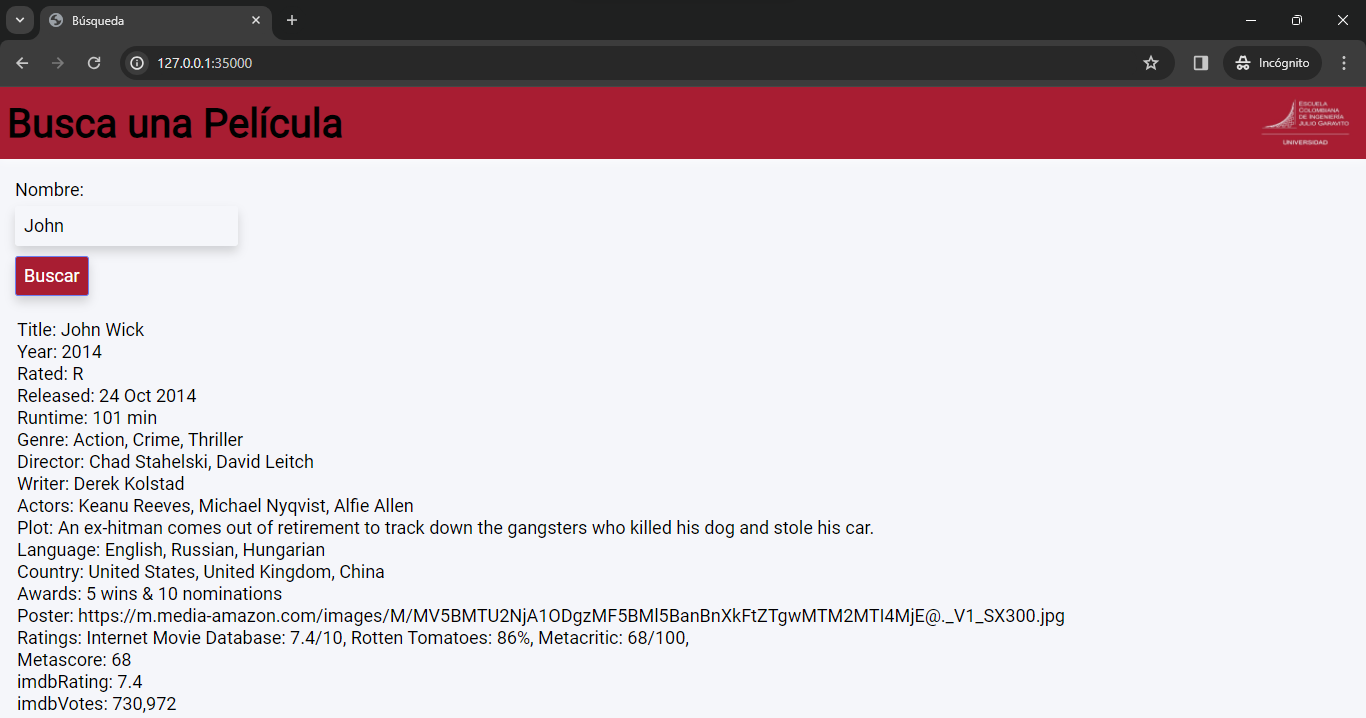 Búsqueda
127.0.0.1:35000
Incógnito
Busca una Película
ESCUELA
COLOMBIANA
DE INGENIERÍA
JULIO GARAVITO
UNIVERSIDAD
Nombre:
John
Buscar
Title: John Wick
Year: 2014
Rated: R
Released: 24 Oct 2014
Runtime: 101 min
Genre: Action, Crime, Thriller
Director: Chad Stahelski, David Leitch
Writer: Derek Kolstad
Actors: Keanu Reeves, Michael Nyqvist, Alfie Allen
Plot: An ex-hitman comes out of retirement to track down the gangsters who killed his dog and stole his car.
Language: English, Russian, Hungarian
Country: United States, United Kingdom, China
Awards: 5 wins & 10 nominations
Poster: https://m.media-amazon.com/images/M/MV5BMTU2NjA1ODgzMF5BMl5BanBnXkFtZTgwMTM2MTI4MjE@._V1_SX300.jpg
Ratings: Internet Movie Database: 7.4/10, Rotten Tomatoes: 86%, Metacritic: 68/100,
Metascore: 68
imdbRating: 7.4
imdbVotes: 730,972